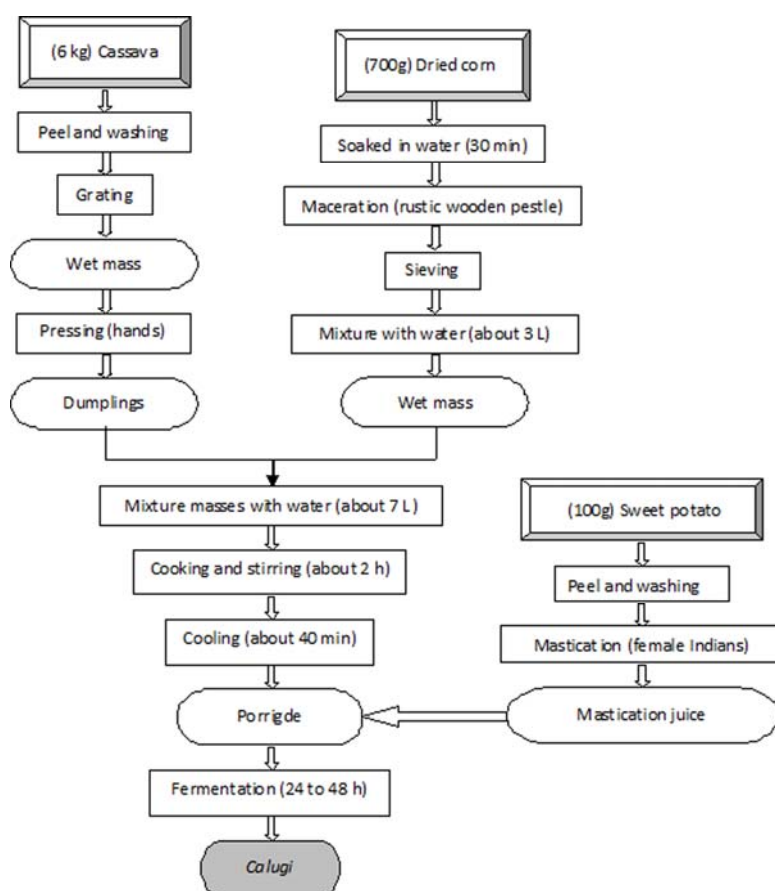 (6 kg) Cassava
Peel and washing
Grating
Wet mass
Pressing (hands)
Dumplings
(700g) Dried corn
Soaked in water (30 min)
Maceration (rustic wooden pestle)
Sieving
Mixture with water (about 3 L)
Wet mass
Mixture masses with water (about 7 L)
Cooking and stirring (about 2 h)
Cooling (about 40 min)
(100g) Sweet potato
Peel and washing
Mastication (female Indians)
Mastication juice
Porrigde
Fermentation (24 to 48 h)
Calugi